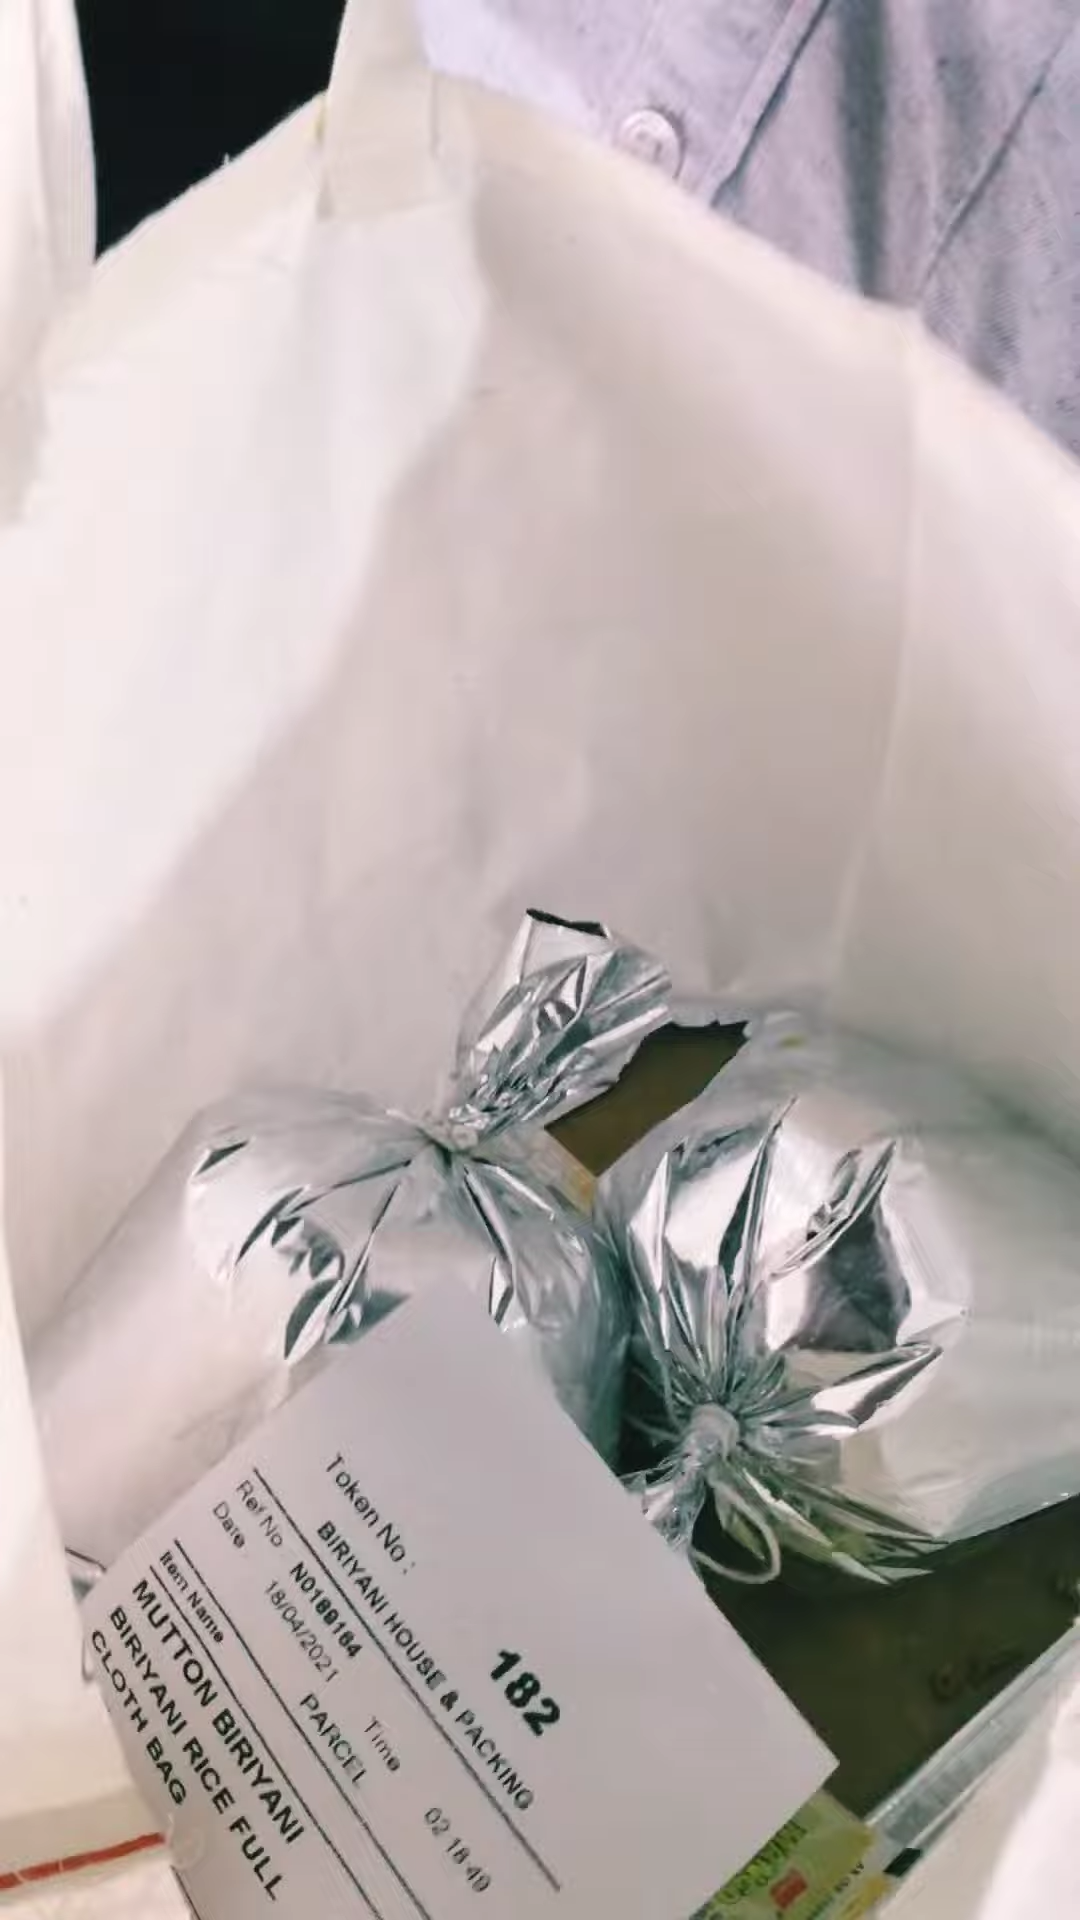 Token No.:
182
BIRIYANI HOUSE & PACKING
Ref No N0189164
Date 18/04/2021 Time 02 18 49
Item Name PARCEL
MUTTON BIRIYANI
BIRIYANI RICE FULL
CLOTH BAG